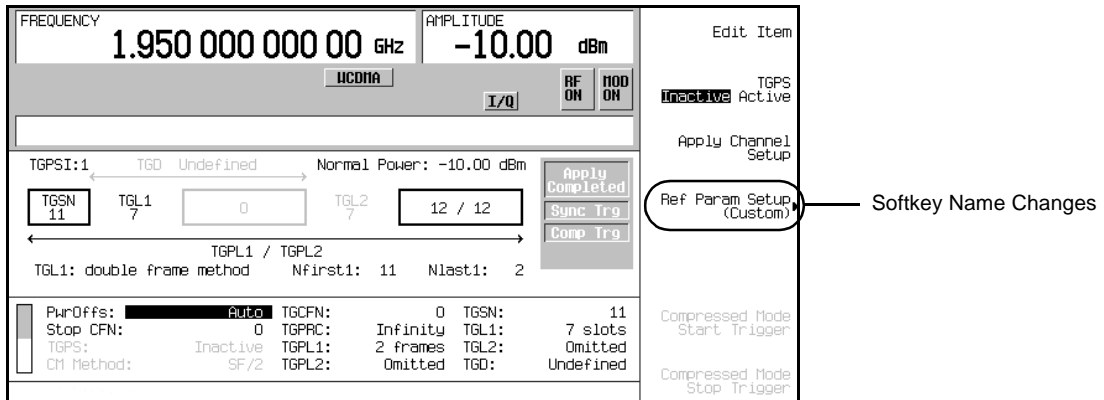 FREQUENCY
1.950 000 000 00 GHz
AMPLITUDE
-10.00 dBm
WCDMA
I/Q
RF ON
MOD ON
TGPSI:1 TGD Undefined Normal Power: -10.00 dBm
TGSN 11
TGL1 7
0
TGL2 7
12 / 12
TGPL1 / TGPL2
TGL1: double frame method Nfirst1: 11 Nlast1: 2
Apply Completed
Sync Trg
Comp Trg
PwrOffs: Auto TGCFN: 0 TGSN: 11
Stop CFN: 0 TGPRC: Infinity TGL1: 7 slots
TGPS: Inactive TGPL1: 2 frames TGL2: Omitted
CM Method: SF/2 TGPL2: Omitted TGD: Undefined
Edit Item
TGPS
Inactive Active
Apply Channel
Setup
Ref Param Setup
(Custom)
Softkey Name Changes
Compressed Mode
Start Trigger
Compressed Mode
Stop Trigger